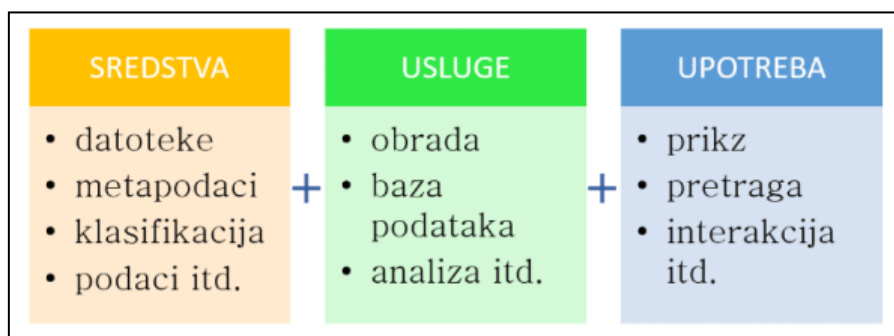 SREDSTVA
• datoteke
• metapodaci
• klasifikacija
• podaci itd.
+
USLUGE
• obrada
• baza
podataka
• analiza itd.
+
UPOTREBA
• prikz
• pretraga
• interakcija
itd.